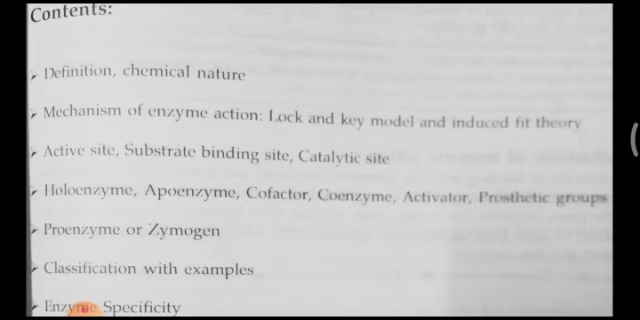 Contents:
➢ Definition, chemical nature
➢ Mechanism of enzyme action: Lock and key model and induced fit theory
➢ Active site, Substrate binding site, Catalytic site
➢ Holoenzyme, Apoenzyme, Cofactor, Coenzyme, Activator, Prosthetic groups
➢ Proenzyme or Zymogen
➢ Classification with examples
➢ Enzyme Specificity